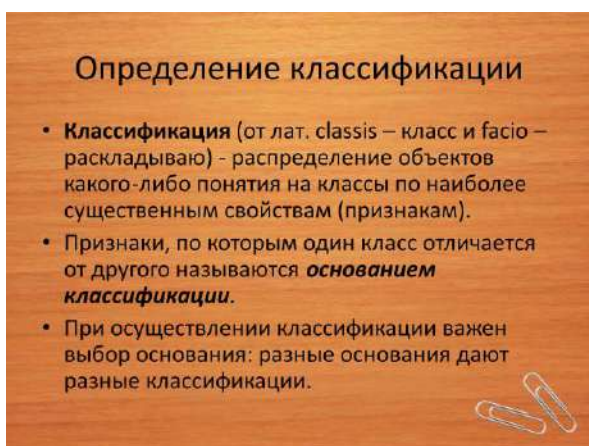 Определение классификации
• Классификация (от лат. classis – класс и facio –
раскладываю) - распределение объектов
какого-либо понятия на классы по наиболее
существенным свойствам (признакам).
• Признаки, по которым один класс отличается
от другого называются основанием
классификации.
• При осуществлении классификации важен
выбор основания: разные основания дают
разные классификации.